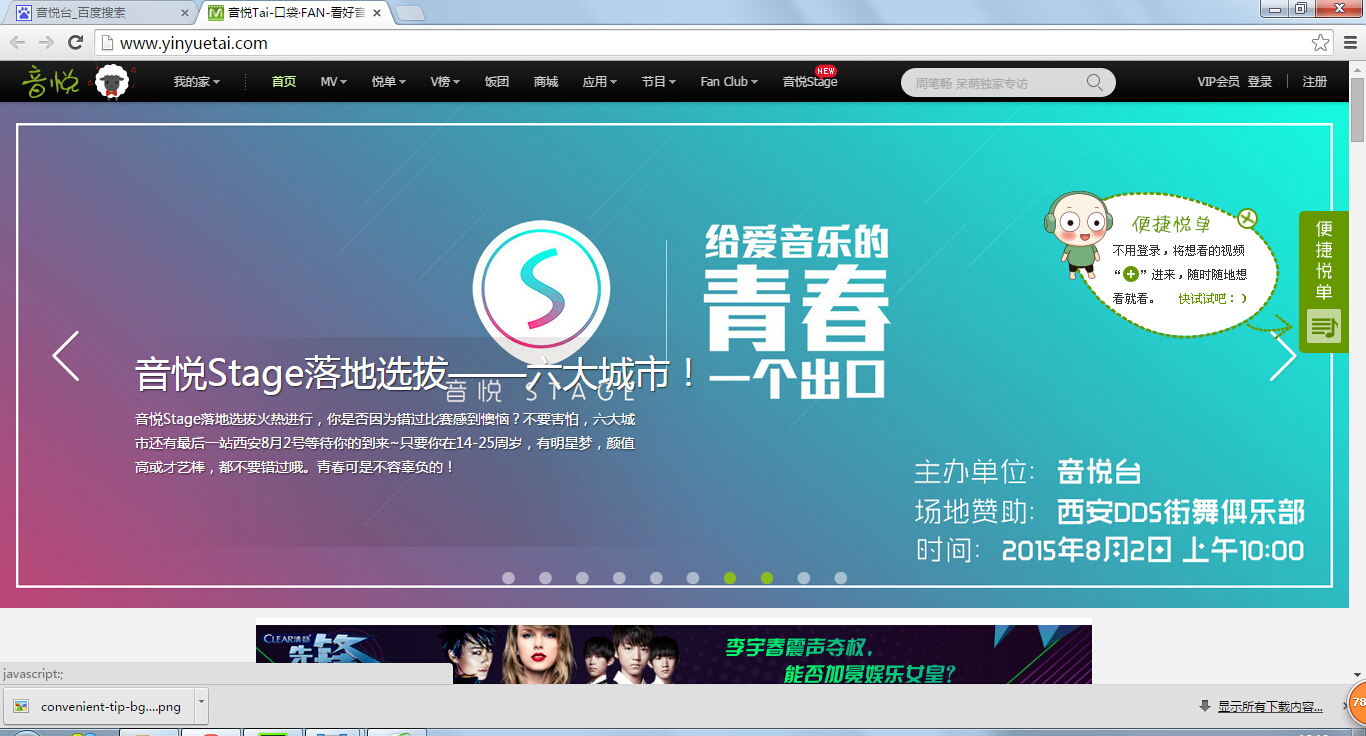 音悦台_百度搜索
音悦Tai-口袋·FAN-看好音
www.yinyuetai.com
音悦
我的家
首页
MV
悦单
V榜
饭团
商城
应用
节目
Fan Club
音悦Stage
NEW
周笔畅 呆萌独家专访
VIP会员
登录
注册
给爱音乐的
青春
一个出口
S
音悦 STAGE
音悦Stage落地选拔——六大城市！
音悦Stage落地选拔火热进行，你是否因为错过比赛感到懊恼？不要害怕，六大城
市还有最后一站西安8月2号等待你的到来~只要你在14-25周岁，有明星梦，颜值
高或才艺棒，都不要错过哦。青春可是不容辜负的！
便捷悦单
不用登录，将想看的视频
“+”进来，随时随地想
看就看。 快试试吧：）
便捷悦单
主办单位： 音悦台
场地赞助： 西安DDS街舞俱乐部
时间： 2015年8月2日 上午10:00
CLEAR清扬
先锋
李宇春震声夺权，
能否加冕娱乐女皇？
javascript:;
convenient-tip-bg....png
显示所有下载内容...
78